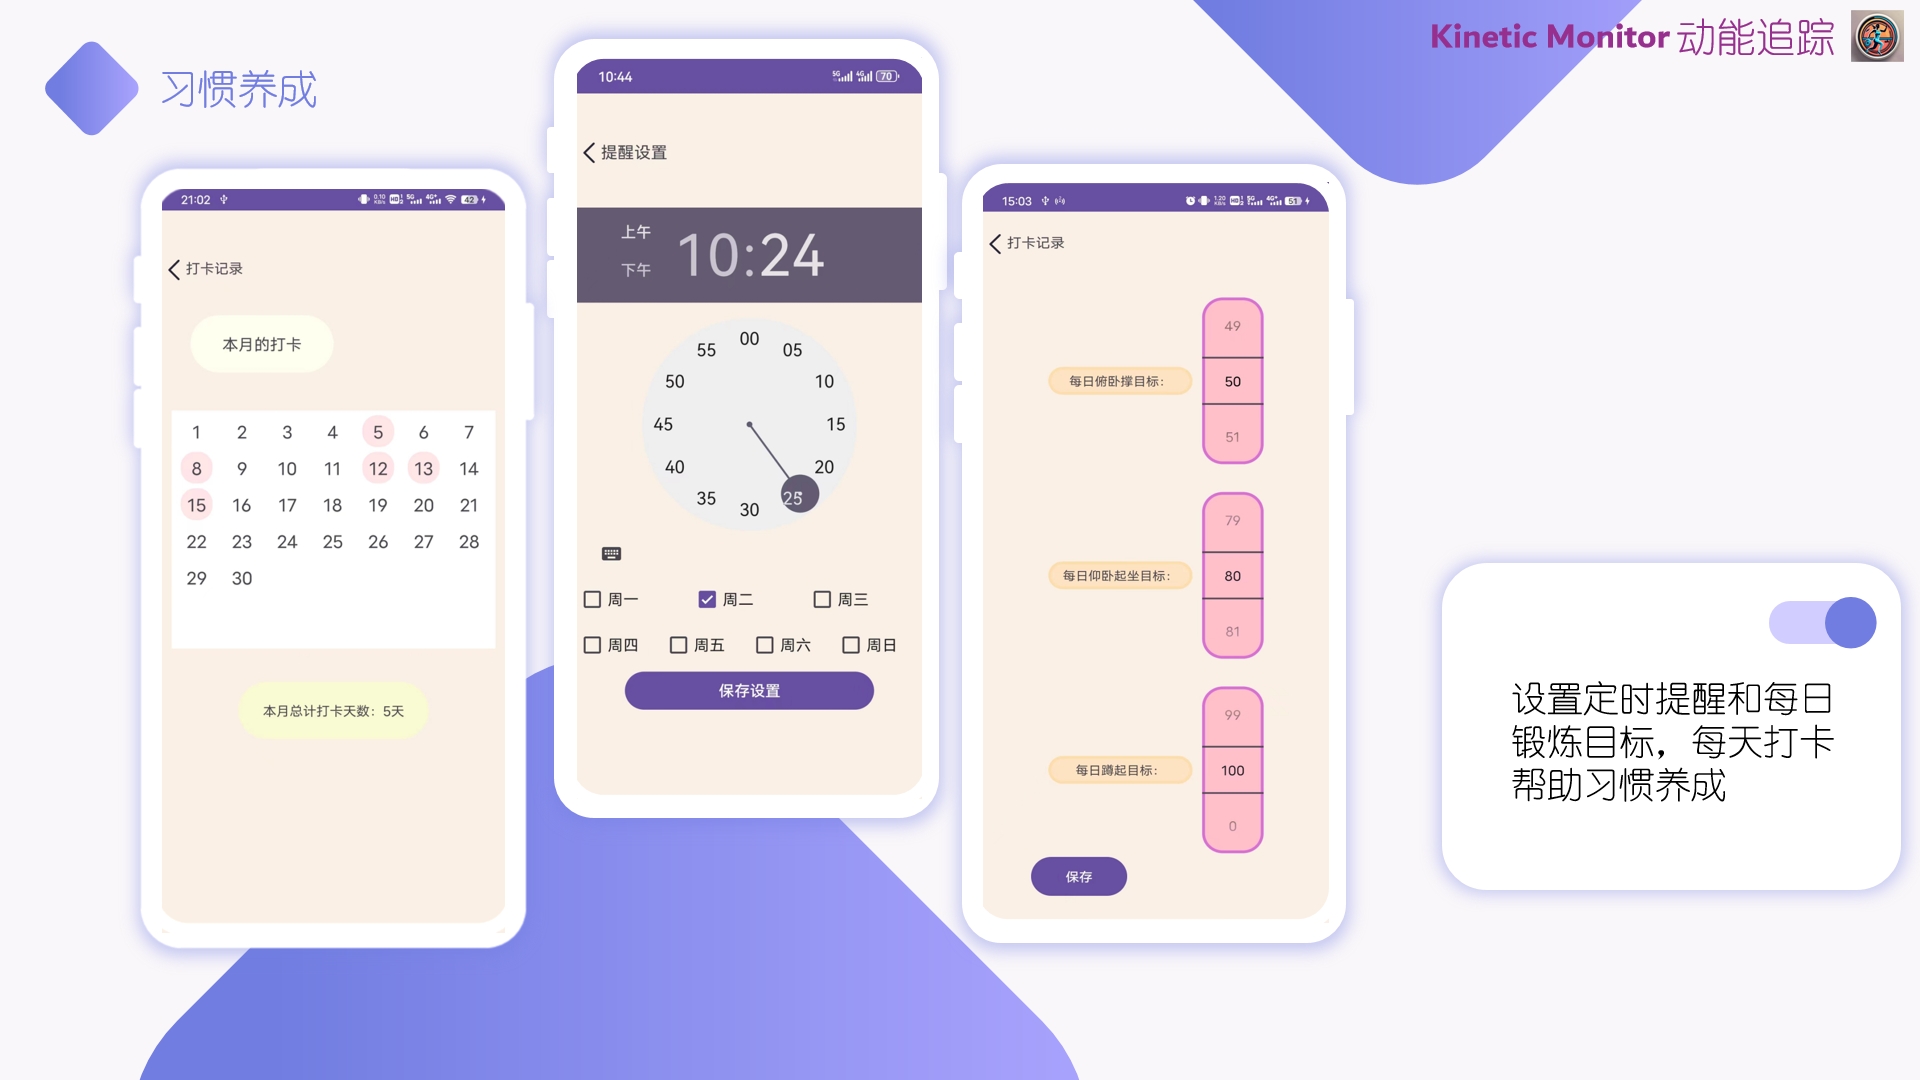 Kinetic Monitor 动能追踪
习惯养成
21:02
42
打卡记录
本月的打卡
1 2 3 4 5 6 7
8 9 10 11 12 13 14
15 16 17 18 19 20 21
22 23 24 25 26 27 28
29 30
本月总计打卡天数：5天
10:44
5G 4G 70
提醒设置
上午
下午
10:24
00
05
10
15
20
25
30
35
40
45
50
55
周一 周二 周三
周四 周五 周六 周日
保存设置
15:03
51
打卡记录
每日俯卧撑目标：
49
50
51
每日仰卧起坐目标：
79
80
81
每日蹲起目标：
99
100
0
保存
设置定时提醒和每日
锻炼目标，每天打卡
帮助习惯养成